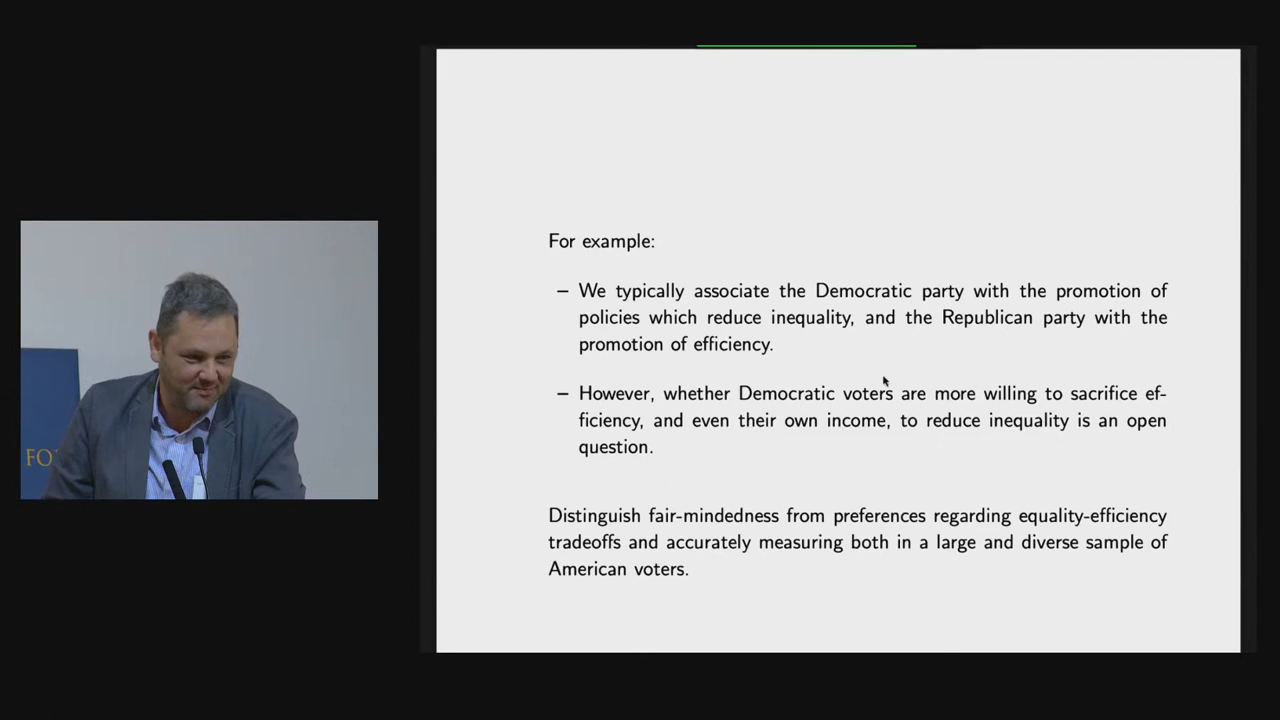 For example:
– We typically associate the Democratic party with the promotion of
policies which reduce inequality, and the Republican party with the
promotion of efficiency.
– However, whether Democratic voters are more willing to sacrifice ef-
ficiency, and even their own income, to reduce inequality is an open
question.
Distinguish fair-mindedness from preferences regarding equality-efficiency
tradeoffs and accurately measuring both in a large and diverse sample of
American voters.
FO